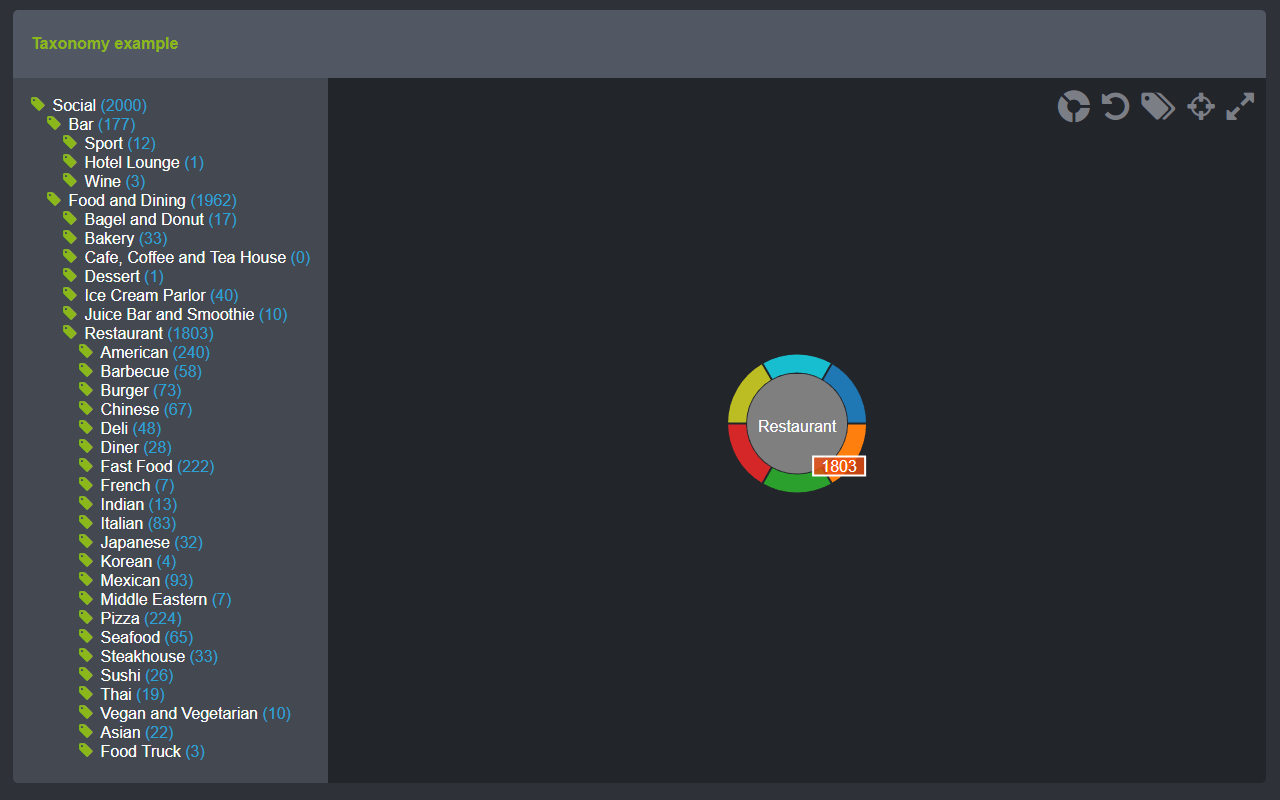 Taxonomy example
Social (2000)
Bar (177)
Sport (12)
Hotel Lounge (1)
Wine (3)
Food and Dining (1962)
Bagel and Donut (17)
Bakery (33)
Cafe, Coffee and Tea House (0)
Dessert (1)
Ice Cream Parlor (40)
Juice Bar and Smoothie (10)
Restaurant (1803)
American (240)
Barbecue (58)
Burger (73)
Chinese (67)
Deli (48)
Diner (28)
Fast Food (222)
French (7)
Indian (13)
Italian (83)
Japanese (32)
Korean (4)
Mexican (93)
Middle Eastern (7)
Pizza (224)
Seafood (65)
Steakhouse (33)
Sushi (26)
Thai (19)
Vegan and Vegetarian (10)
Asian (22)
Food Truck (3)
Restaurant
1803